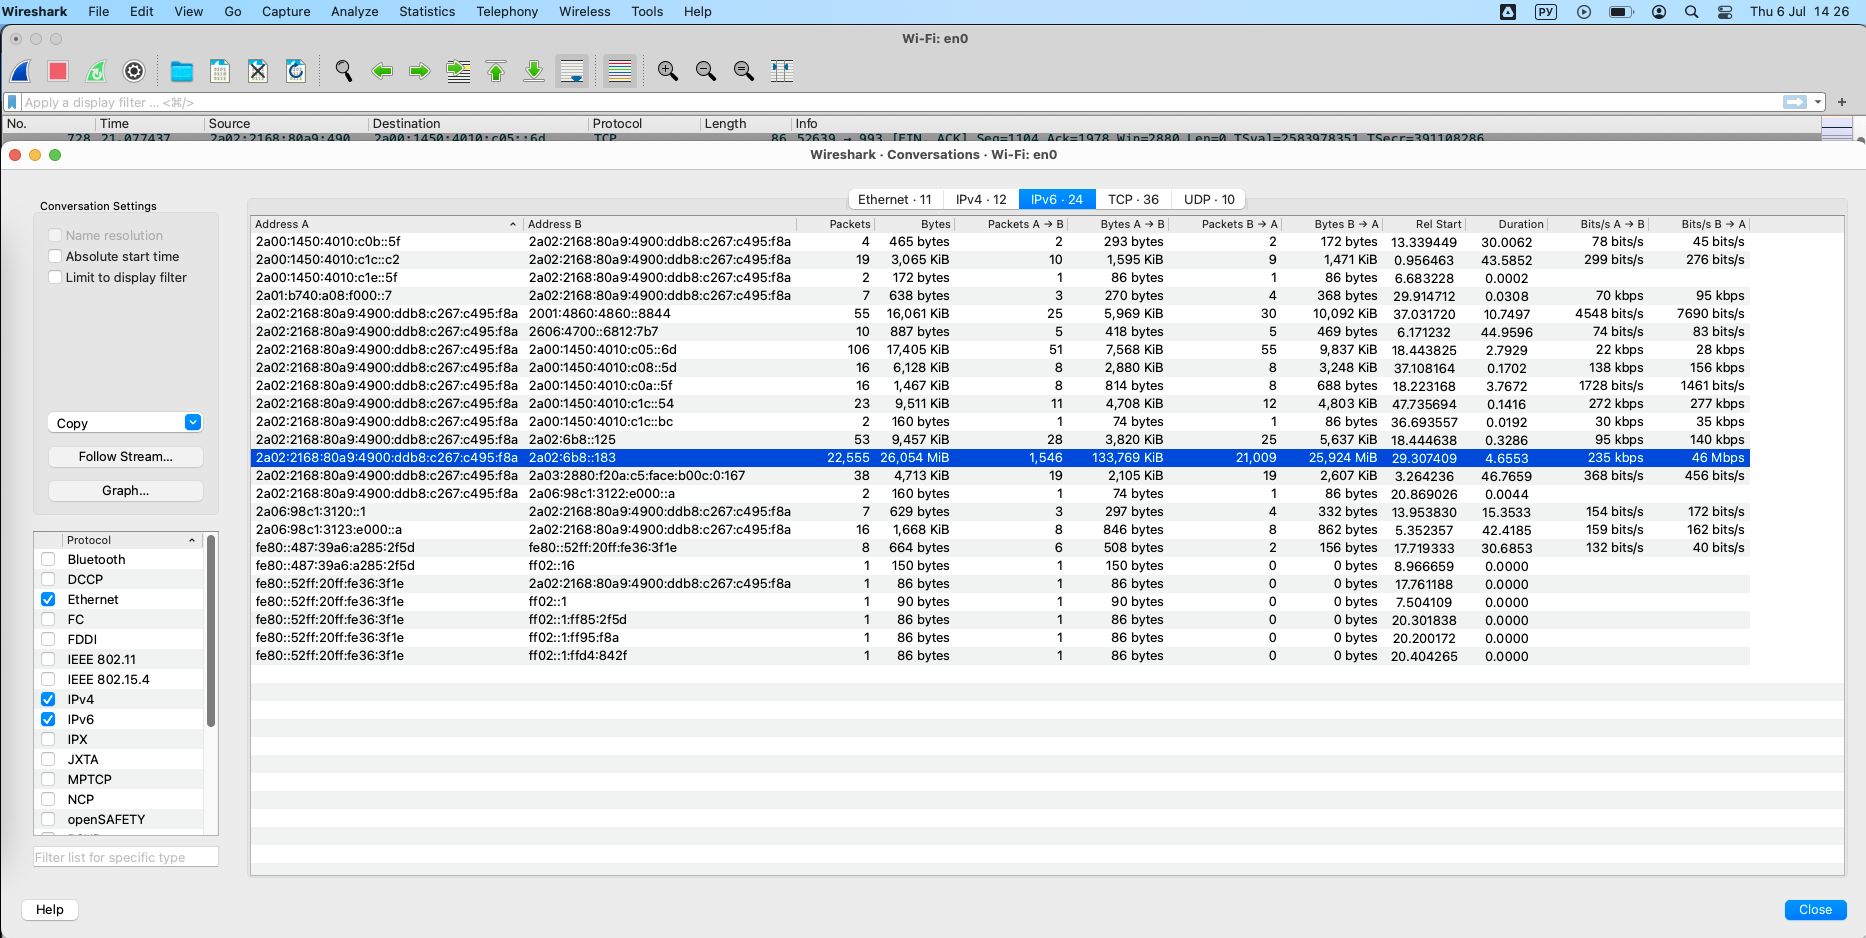 Wireshark File Edit View Go Capture Analyze Statistics Telephony Wireless Tools Help РУ Thu 6 Jul 14 26
Wi-Fi: en0
Apply a display filter ... <⌘/>
No. Time Source Destination Protocol Length Info
728 21.077437 2a02:2168:80a9:490 2a00:1450:4010:c05::6d TCP 86 52639 → 993 [FIN, ACK] Seq=1104 Ack=1978 Win=2880 Len=0 TSval=2583978351 TSecr=391108286
Wireshark · Conversations · Wi-Fi: en0
Conversation Settings
Name resolution
Absolute start time
Limit to display filter
Copy
Follow Stream...
Graph...
Protocol
Bluetooth
DCCP
Ethernet
FC
FDDI
IEEE 802.11
IEEE 802.15.4
IPv4
IPv6
IPX
JXTA
MPTCP
NCP
openSAFETY
Filter list for specific type
Ethernet · 11 IPv4 · 12 IPv6 · 24 TCP · 36 UDP · 10
Address A Address B Packets Bytes Packets A → B Bytes A → B Packets B → A Bytes B → A Rel Start Duration Bits/s A → B Bits/s B → A
2a00:1450:4010:c0b::5f 2a02:2168:80a9:4900:ddb8:c267:c495:f8a 4 465 bytes 2 293 bytes 2 172 bytes 13.339449 30.0062 78 bits/s 45 bits/s
2a00:1450:4010:c1c::c2 2a02:2168:80a9:4900:ddb8:c267:c495:f8a 19 3,065 KiB 10 1,595 KiB 9 1,471 KiB 0.956463 43.5852 299 bits/s 276 bits/s
2a00:1450:4010:c1e::5f 2a02:2168:80a9:4900:ddb8:c267:c495:f8a 2 172 bytes 1 86 bytes 1 86 bytes 6.683228 0.0002
2a01:b740:a08:f000::7 2a02:2168:80a9:4900:ddb8:c267:c495:f8a 7 638 bytes 3 270 bytes 4 368 bytes 29.914712 0.0308 70 kbps 95 kbps
2a02:2168:80a9:4900:ddb8:c267:c495:f8a 2001:4860:4860::8844 55 16,061 KiB 25 5,969 KiB 30 10,092 KiB 37.031720 10.7497 4548 bits/s 7690 bits/s
2a02:2168:80a9:4900:ddb8:c267:c495:f8a 2606:4700::6812:7b7 10 887 bytes 5 418 bytes 5 469 bytes 6.171232 44.9596 74 bits/s 83 bits/s
2a02:2168:80a9:4900:ddb8:c267:c495:f8a 2a00:1450:4010:c05::6d 106 17,405 KiB 51 7,568 KiB 55 9,837 KiB 18.443825 2.7929 22 kbps 28 kbps
2a02:2168:80a9:4900:ddb8:c267:c495:f8a 2a00:1450:4010:c08::5d 16 6,128 KiB 8 2,880 KiB 8 3,248 KiB 37.108164 0.1702 138 kbps 156 kbps
2a02:2168:80a9:4900:ddb8:c267:c495:f8a 2a00:1450:4010:c0a::5f 16 1,467 KiB 8 814 bytes 8 688 bytes 18.223168 3.7672 1728 bits/s 1461 bits/s
2a02:2168:80a9:4900:ddb8:c267:c495:f8a 2a00:1450:4010:c1c::54 23 9,511 KiB 11 4,708 KiB 12 4,803 KiB 47.735694 0.1416 272 kbps 277 kbps
2a02:2168:80a9:4900:ddb8:c267:c495:f8a 2a00:1450:4010:c1c::bc 2 160 bytes 1 74 bytes 1 86 bytes 36.693557 0.0192 30 kbps 35 kbps
2a02:2168:80a9:4900:ddb8:c267:c495:f8a 2a02:6b8::125 53 9,457 KiB 28 3,820 KiB 25 5,637 KiB 18.444638 0.3286 95 kbps 140 kbps
2a02:2168:80a9:4900:ddb8:c267:c495:f8a 2a02:6b8::183 22,555 26,054 MiB 1,546 133,769 KiB 21,009 25,924 MiB 29.307409 4.6553 235 kbps 46 Mbps
2a02:2168:80a9:4900:ddb8:c267:c495:f8a 2a03:2880:f20a:c5:face:b00c:0:167 38 4,713 KiB 19 2,105 KiB 19 2,607 KiB 3.264236 46.7659 368 bits/s 456 bits/s
2a02:2168:80a9:4900:ddb8:c267:c495:f8a 2a06:98c1:3122:e000::a 2 160 bytes 1 74 bytes 1 86 bytes 20.869026 0.0044
2a06:98c1:3120::1 2a02:2168:80a9:4900:ddb8:c267:c495:f8a 7 629 bytes 3 297 bytes 4 332 bytes 13.953830 15.3533 154 bits/s 172 bits/s
2a06:98c1:3123:e000::a 2a02:2168:80a9:4900:ddb8:c267:c495:f8a 16 1,668 KiB 8 846 bytes 8 862 bytes 5.352357 42.4185 159 bits/s 162 bits/s
fe80::487:39a6:a285:2f5d fe80::52ff:20ff:fe36:3f1e 8 664 bytes 6 508 bytes 2 156 bytes 17.719333 30.6853 132 bits/s 40 bits/s
fe80::487:39a6:a285:2f5d ff02::16 1 150 bytes 1 150 bytes 0 0 bytes 8.966659 0.0000
fe80::52ff:20ff:fe36:3f1e 2a02:2168:80a9:4900:ddb8:c267:c495:f8a 1 86 bytes 1 86 bytes 0 0 bytes 17.761188 0.0000
fe80::52ff:20ff:fe36:3f1e ff02::1 1 90 bytes 1 90 bytes 0 0 bytes 7.504109 0.0000
fe80::52ff:20ff:fe36:3f1e ff02::1:ff85:2f5d 1 86 bytes 1 86 bytes 0 0 bytes 20.301838 0.0000
fe80::52ff:20ff:fe36:3f1e ff02::1:ff95:f8a 1 86 bytes 1 86 bytes 0 0 bytes 20.200172 0.0000
fe80::52ff:20ff:fe36:3f1e ff02::1:ffd4:842f 1 86 bytes 1 86 bytes 0 0 bytes 20.404265 0.0000
Help
Close